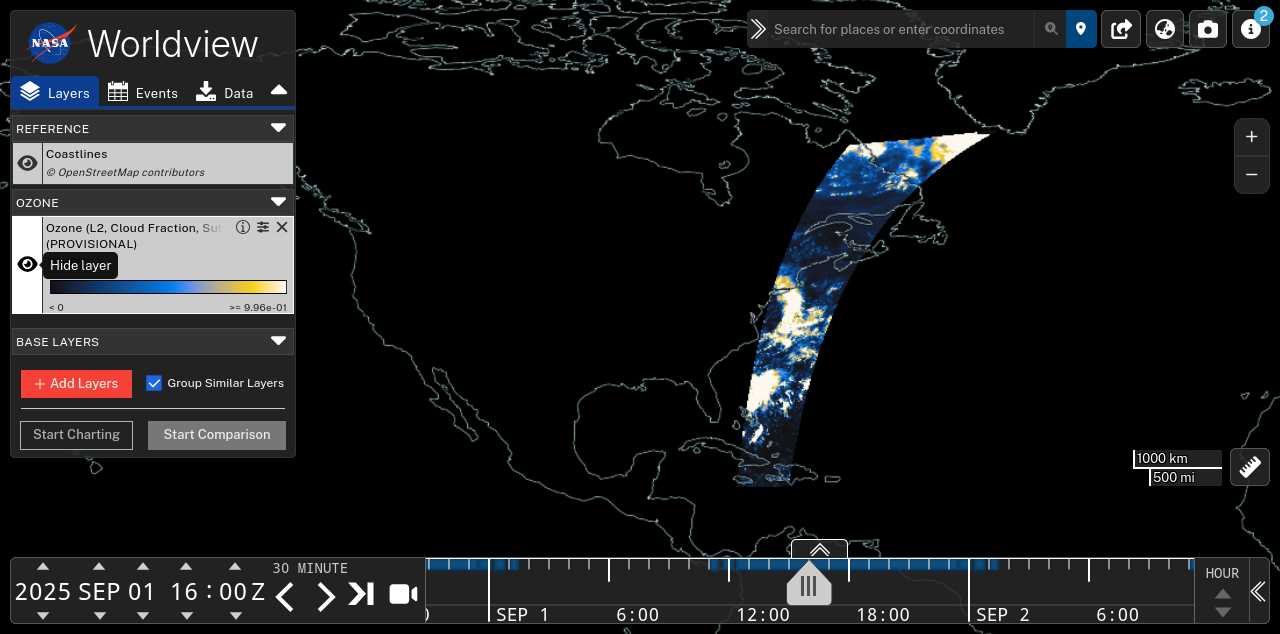 NASA Worldview
Search for places or enter coordinates
2
Layers Events Data
REFERENCE
Coastlines
© OpenStreetMap contributors
OZONE
Ozone (L2, Cloud Fraction, Su
(PROVISIONAL)
Hide layer
< 0 >= 9.96e-01
BASE LAYERS
+ Add Layers Group Similar Layers
Start Charting Start Comparison
+
−
1000 km
500 mi
2025 SEP 01 16:00Z
30 MINUTE
SEP 1 6:00 12:00 18:00 SEP 2 6:00
HOUR